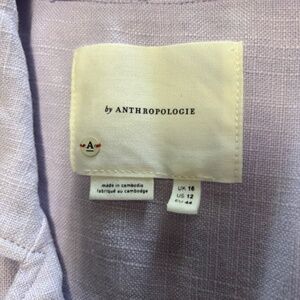 by ANTHROPOLOGIE
A
made in cambodia
fabriqué au cambodge
UK 16
US 12
EU 44